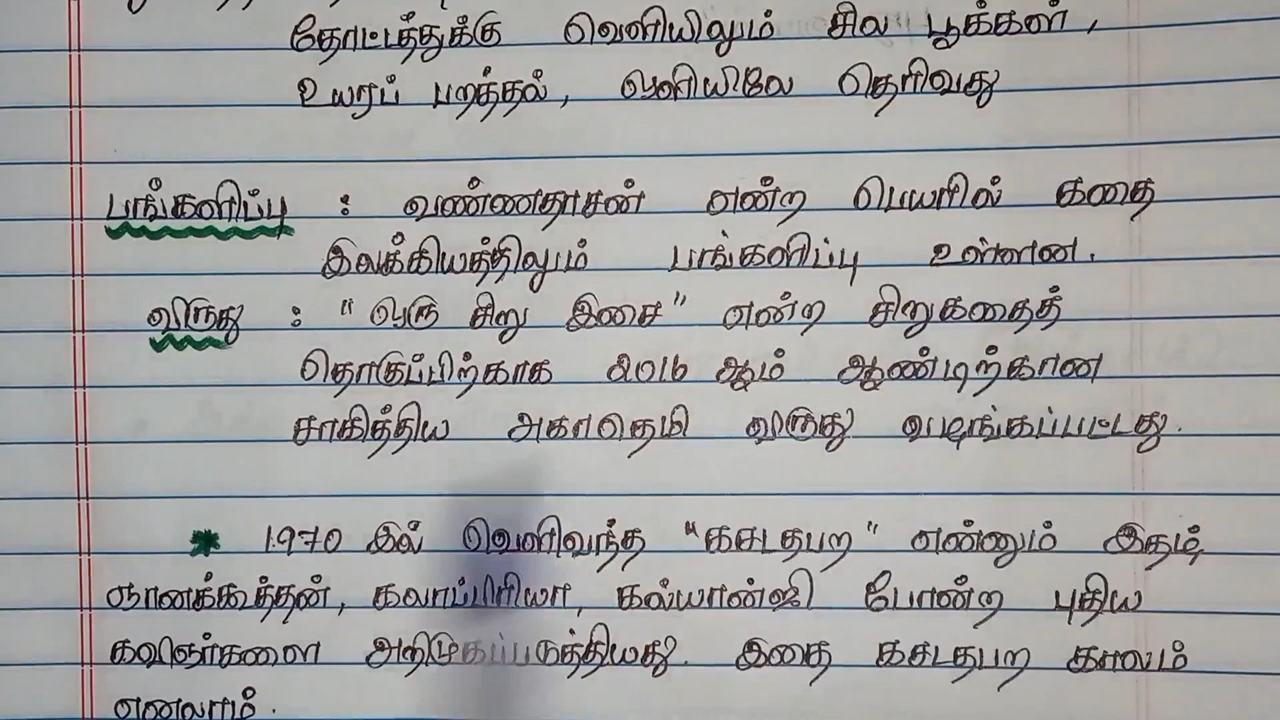 தோட்டத்துக்கு வெளியிலும் சில பூக்கள்,
உயரப் பறத்தல், ஒளியிலே தெரிவது
பங்களிப்பு : வண்ணதாசன் என்ற பெயரில் கதை
இலக்கியத்திலும் பங்களிப்பு உள்ளன.
விருது : "ஒரு சிறு இசை" என்ற சிறுகதைத்
தொகுப்பிற்காக 2016 ஆம் ஆண்டிற்கான
சாகித்திய அகாதெமி விருது வழங்கப்பட்டது.
* 1970 இல் வெளிவந்த "கசடதபற" என்னும் இதழ்
ஞானக்கூத்தன், கலாப்பிரியா, கல்யாண்ஜி போன்ற புதிய
கவிஞர்களை அறிமுகப்படுத்தியது. இதை கசடதபற காலம்
எனலாம்.